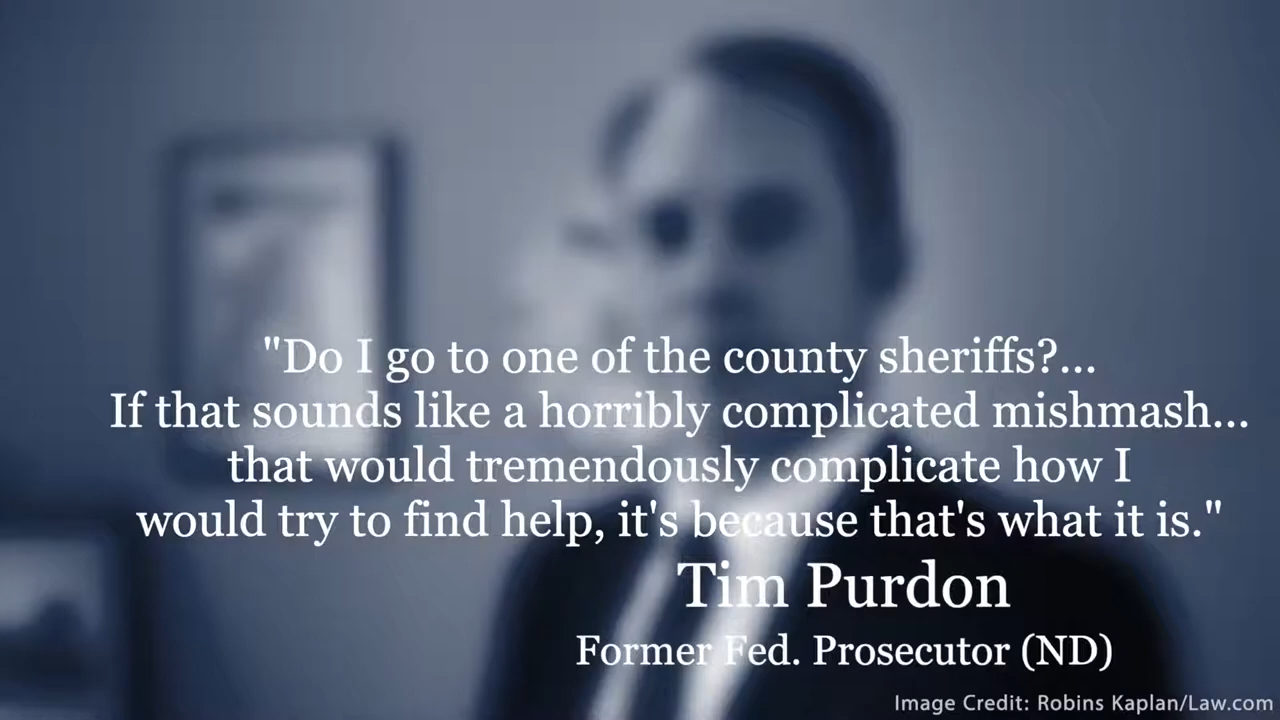 "Do I go to one of the county sheriffs?...
If that sounds like a horribly complicated mishmash...
that would tremendously complicate how I
would try to find help, it's because that's what it is."
Tim Purdon
Former Fed. Prosecutor (ND)
Image Credit: Robins Kaplan/Law.com